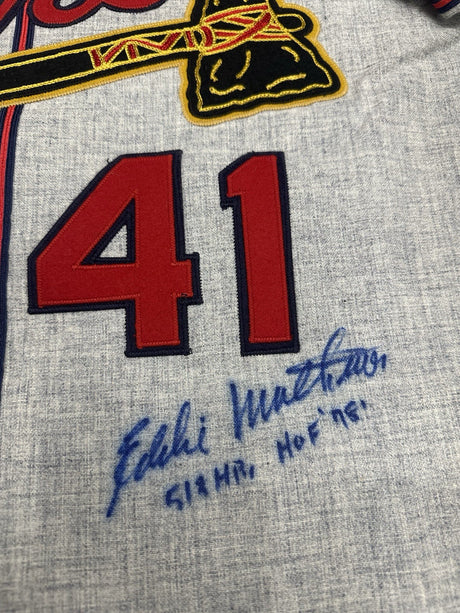 41
Eddie Mathews
512 HR, HOF '78'